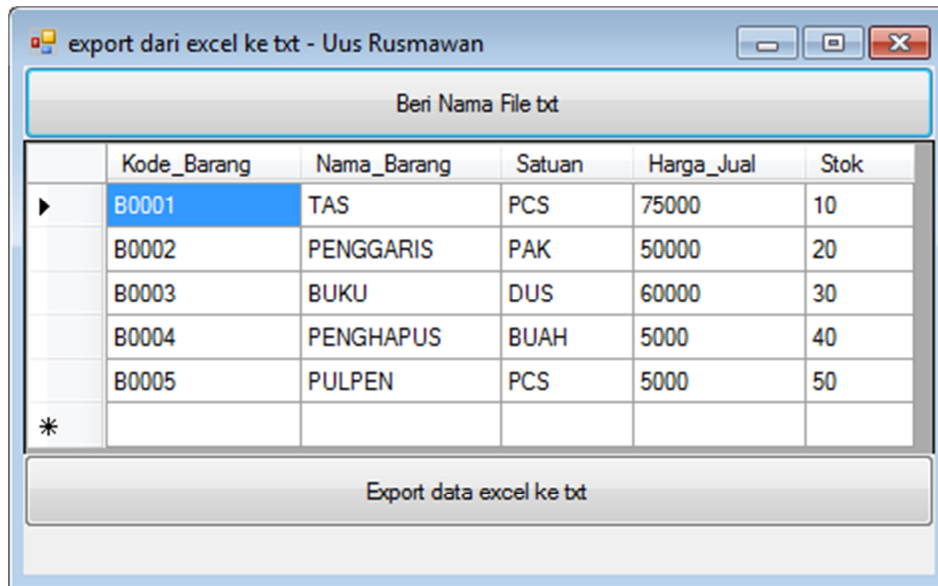 export dari excel ke txt - Uus Rusmawan
Beri Nama File txt
Kode_Barang Nama_Barang Satuan Harga_Jual Stok
B0001 TAS PCS 75000 10
B0002 PENGGARIS PAK 50000 20
B0003 BUKU DUS 60000 30
B0004 PENGHAPUS BUAH 5000 40
B0005 PULPEN PCS 5000 50
Export data excel ke txt